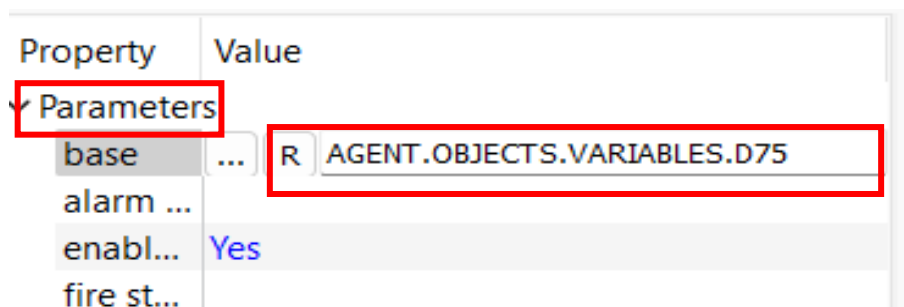 Property Value
Parameters
base ... R AGENT.OBJECTS.VARIABLES.D75
alarm ...
enabl... Yes
fire st...